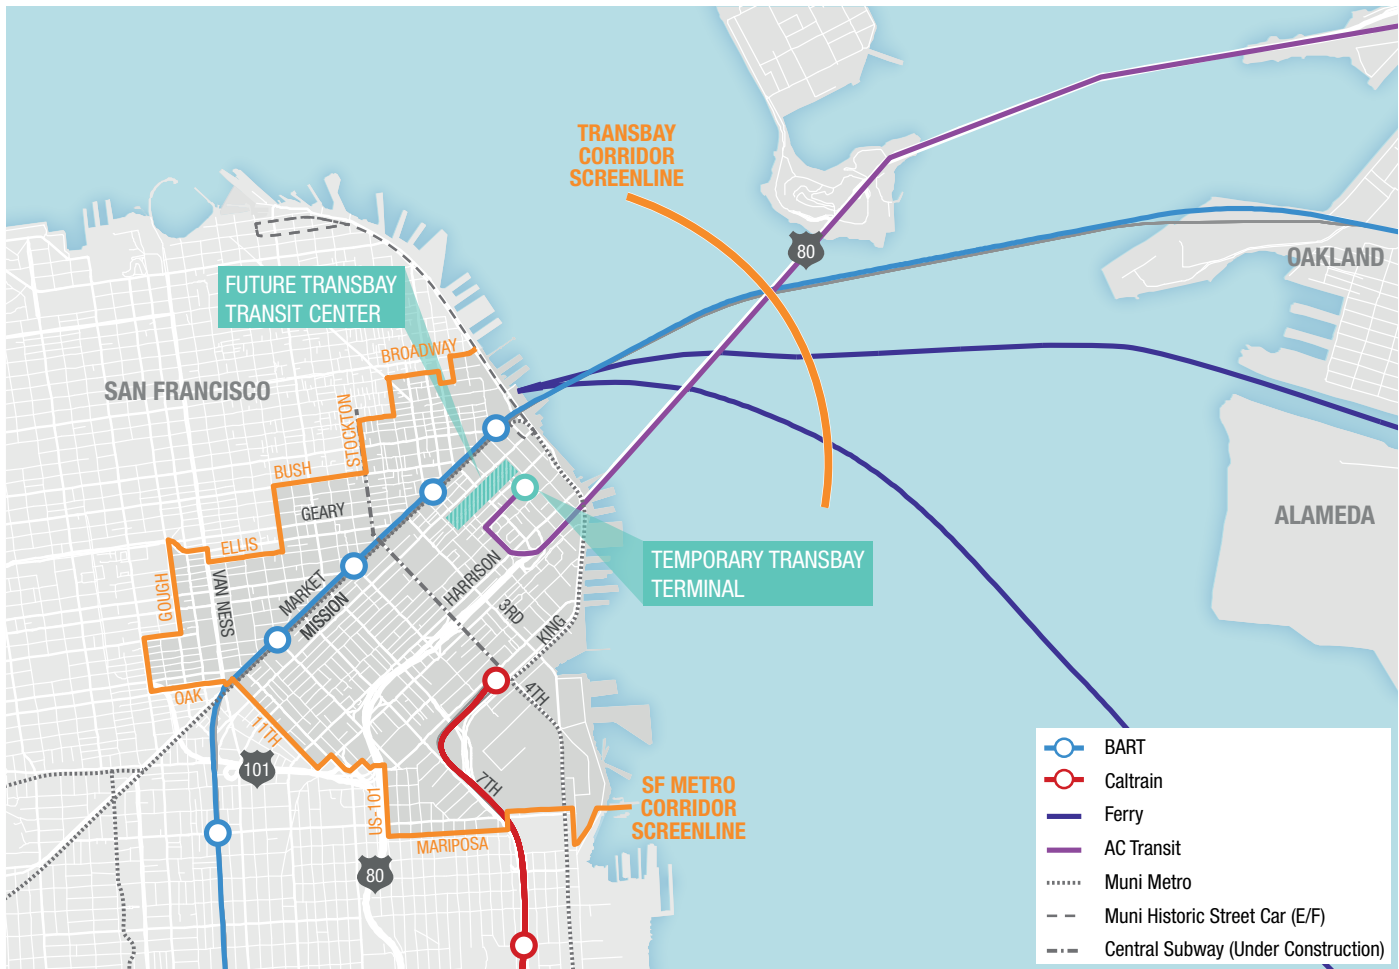 TRANSBAY
CORRIDOR
SCREENLINE
80
OAKLAND
FUTURE TRANSBAY
TRANSIT CENTER
BROADWAY
SAN FRANCISCO
STOCKTON
BUSH
GEARY
ALAMEDA
ELLIS
TEMPORARY TRANSBAY
TERMINAL
GOUGH
VAN NESS
MARKET
MISSION
HARRISON
3RD
KING
OAK
4TH
11TH
101
7TH
US-101
SF METRO
CORRIDOR
SCREENLINE
MARIPOSA
80
BART
Caltrain
Ferry
AC Transit
Muni Metro
Muni Historic Street Car (E/F)
Central Subway (Under Construction)